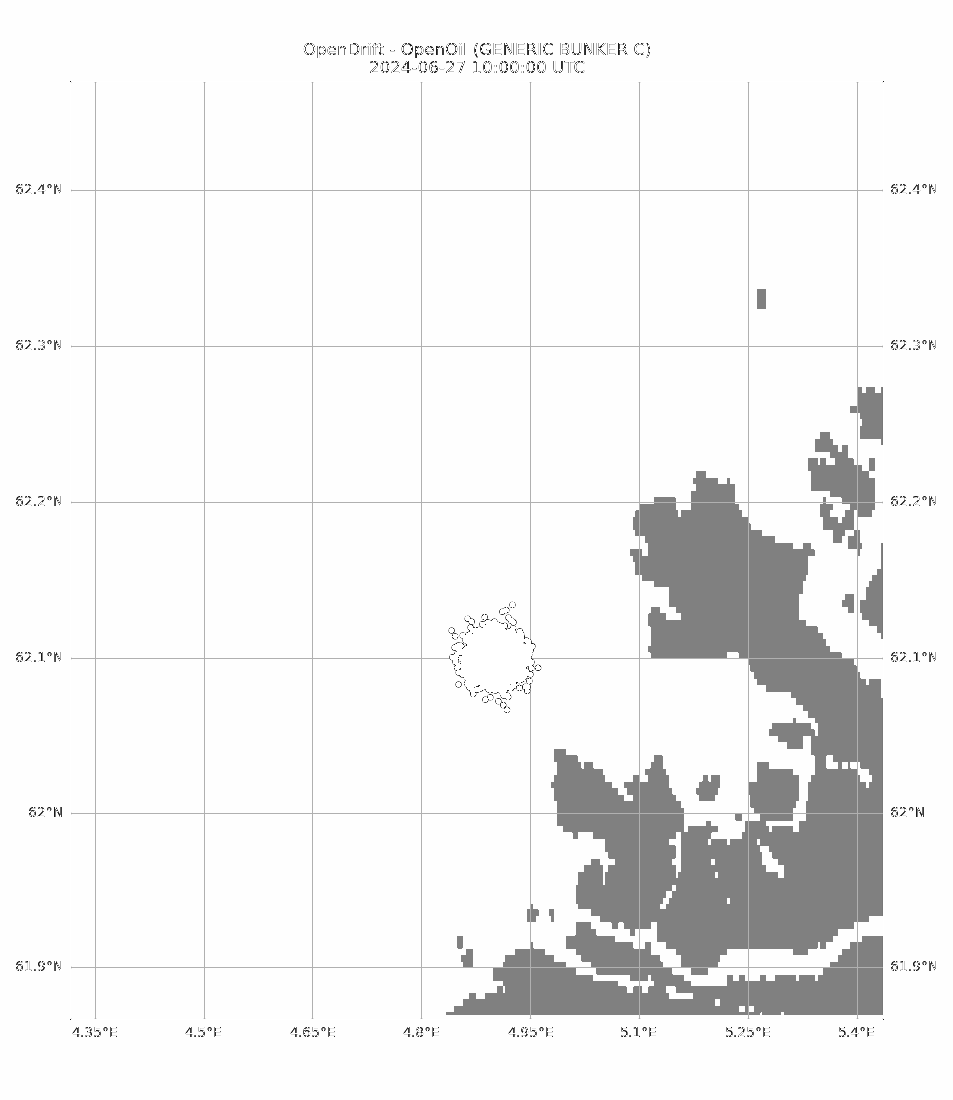 OpenDrift - OpenOil (GENERIC BUNKER C)
2024-06-27 10:00:00 UTC
62.4°N 62.4°N
62.3°N 62.3°N
62.2°N 62.2°N
62.1°N 62.1°N
62°N 62°N
61.9°N 61.9°N
4.35°E 4.5°E 4.65°E 4.8°E 4.95°E 5.1°E 5.25°E 5.4°E